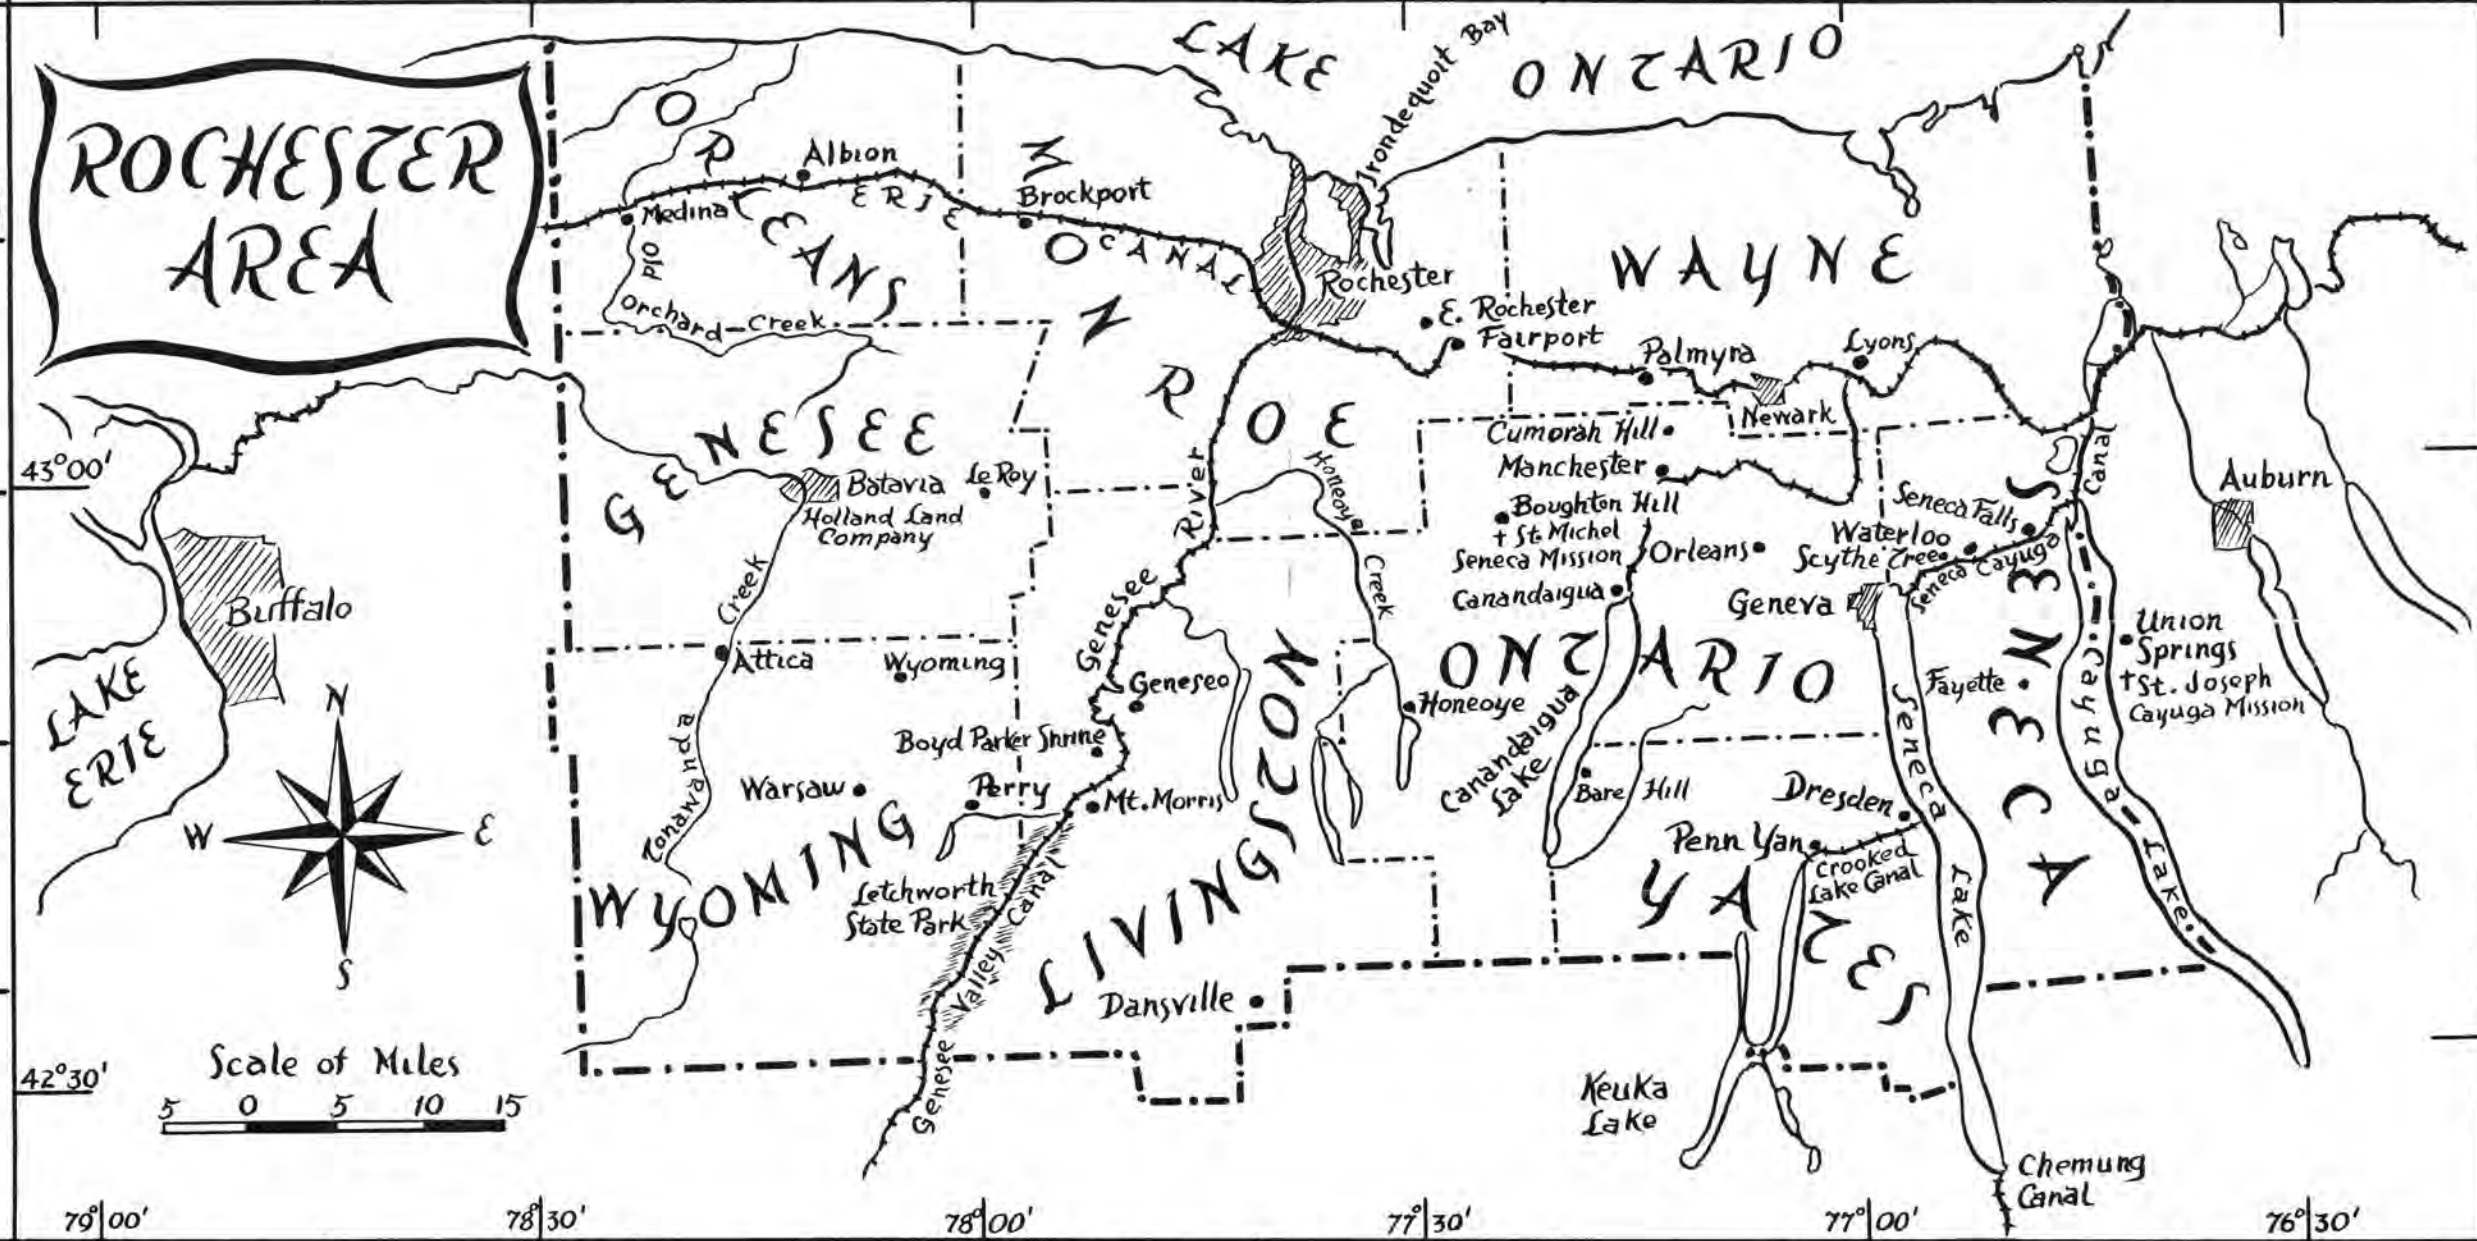 ROCHESTER
AREA
LAKE ONTARIO
Irondequoit Bay
ORLEANS
Albion
Medina
ERIE CANAL
Brockport
MONROE
Old
Orchard Creek
Rochester
E. Rochester
Fairport
WAYNE
Palmyra
Lyons
Newark
Cumorah Hill
Manchester
Boughton Hill
† St. Michel
Seneca Mission
Orleans
Canandaigua
GENESEE
Batavia
Le Roy
Holland Land
Company
43°00'
Buffalo
LAKE
ERIE
Tonawanda Creek
Attica
Wyoming
Genesee River
Honeoye Creek
Geneseo
Boyd Parker Shrine
Warsaw
Perry
Mt. Morris
WYOMING
Letchworth
State Park
Genesee Valley Canal
LIVINGSTON
Dansville
Honeoye
ONTARIO
Canandaigua
Lake
Bare Hill
Seneca Falls
Waterloo
Scythe Tree
Seneca Cayuga
Canal
Geneva
Auburn
Union
Springs
† St. Joseph
Cayuga Mission
Fayette
SENECA
Seneca Lake
Cayuga Lake
Dresden
Penn Yan
Crooked
Lake Canal
YATES
Keuka
Lake
Chemung
Canal
N
W
E
S
Scale of Miles
5 0 5 10 15
42°30'
79°00' 78°30' 78°00' 77°30' 77°00' 76°30'